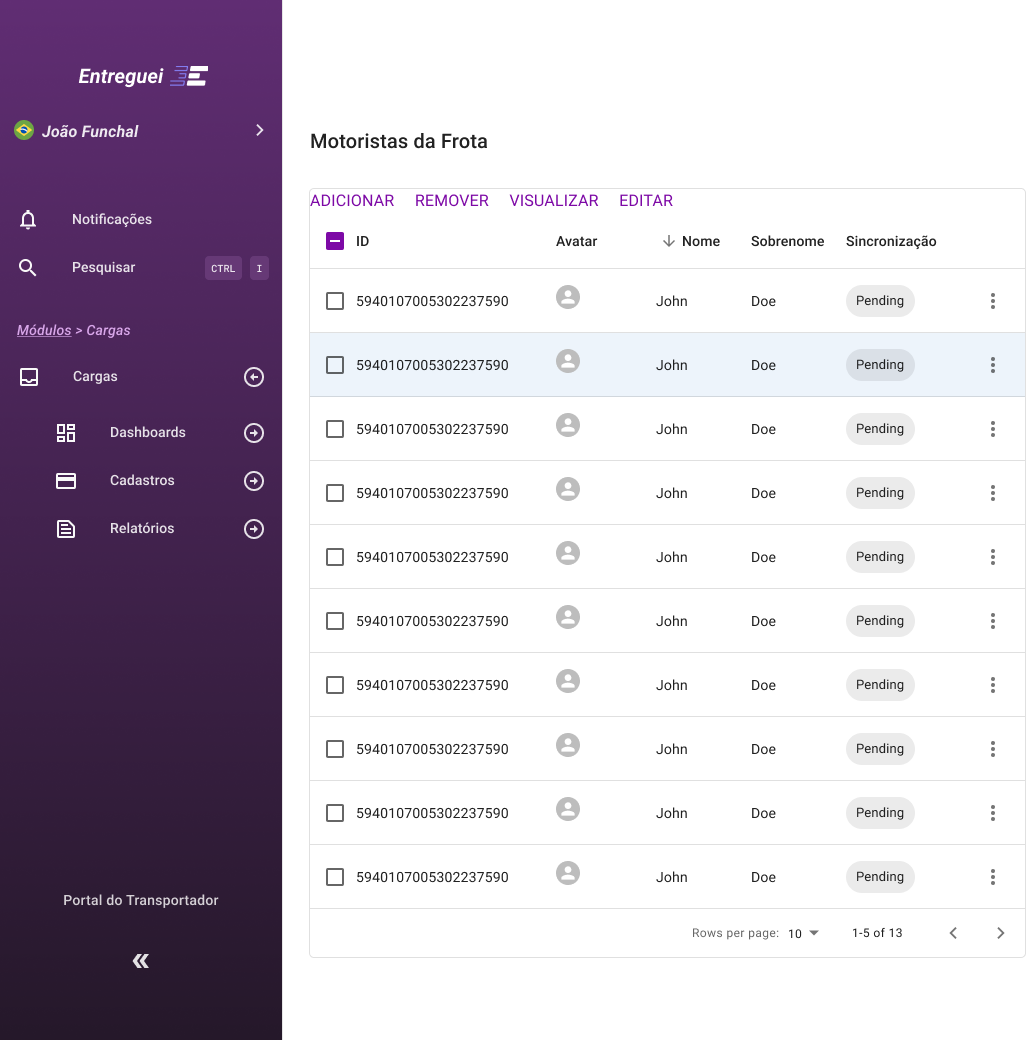 Entreguei
João Funchal
Notificações
Pesquisar CTRL I
Módulos > Cargas
Cargas
Dashboards
Cadastros
Relatórios
Portal do Transportador
Motoristas da Frota
ADICIONAR REMOVER VISUALIZAR EDITAR
ID Avatar Nome Sobrenome Sincronização
5940107005302237590 John Doe Pending
5940107005302237590 John Doe Pending
5940107005302237590 John Doe Pending
5940107005302237590 John Doe Pending
5940107005302237590 John Doe Pending
5940107005302237590 John Doe Pending
5940107005302237590 John Doe Pending
5940107005302237590 John Doe Pending
5940107005302237590 John Doe Pending
5940107005302237590 John Doe Pending
Rows per page: 10 1-5 of 13